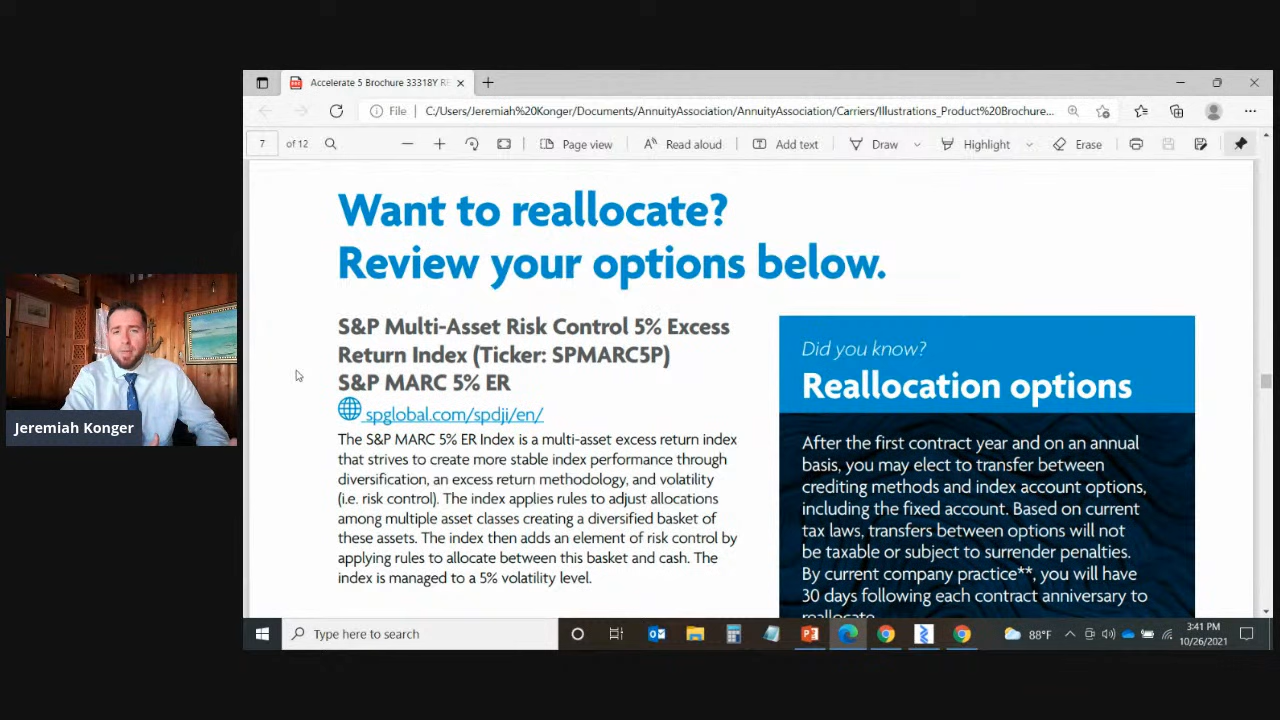 Accelerate 5 Brochure 33318Y RE
File
C:/Users/Jeremiah%20Konger/Documents/AnnuityAssociation/AnnuityAssociation/Carriers/Illustrations_Product%20Brochure...
7 of 12
Page view
Read aloud
Add text
Draw
Highlight
Erase
Want to reallocate?
Review your options below.
S&P Multi-Asset Risk Control 5% Excess
Return Index (Ticker: SPMARC5P)
S&P MARC 5% ER
spglobal.com/spdji/en/
The S&P MARC 5% ER Index is a multi-asset excess return index
that strives to create more stable index performance through
diversification, an excess return methodology, and volatility
(i.e. risk control). The index applies rules to adjust allocations
among multiple asset classes creating a diversified basket of
these assets. The index then adds an element of risk control by
applying rules to allocate between this basket and cash. The
index is managed to a 5% volatility level.
Did you know?
Reallocation options
After the first contract year and on an annual
basis, you may elect to transfer between
crediting methods and index account options,
including the fixed account. Based on current
tax laws, transfers between options will not
be taxable or subject to surrender penalties.
By current company practice**, you will have
30 days following each contract anniversary to
reallocate.
Jeremiah Konger
Type here to search
88°F
3:41 PM
10/26/2021